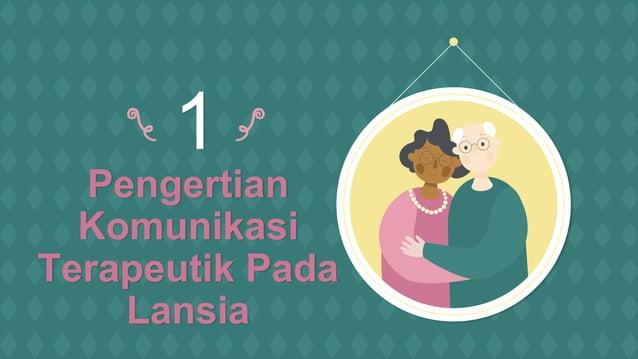 1
Pengertian
Komunikasi
Terapeutik Pada
Lansia